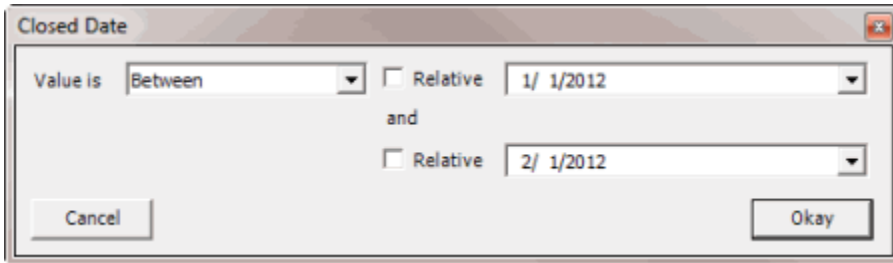 Closed Date
Value is Between Relative 1/ 1/2012
and
Relative 2/ 1/2012
Cancel Okay